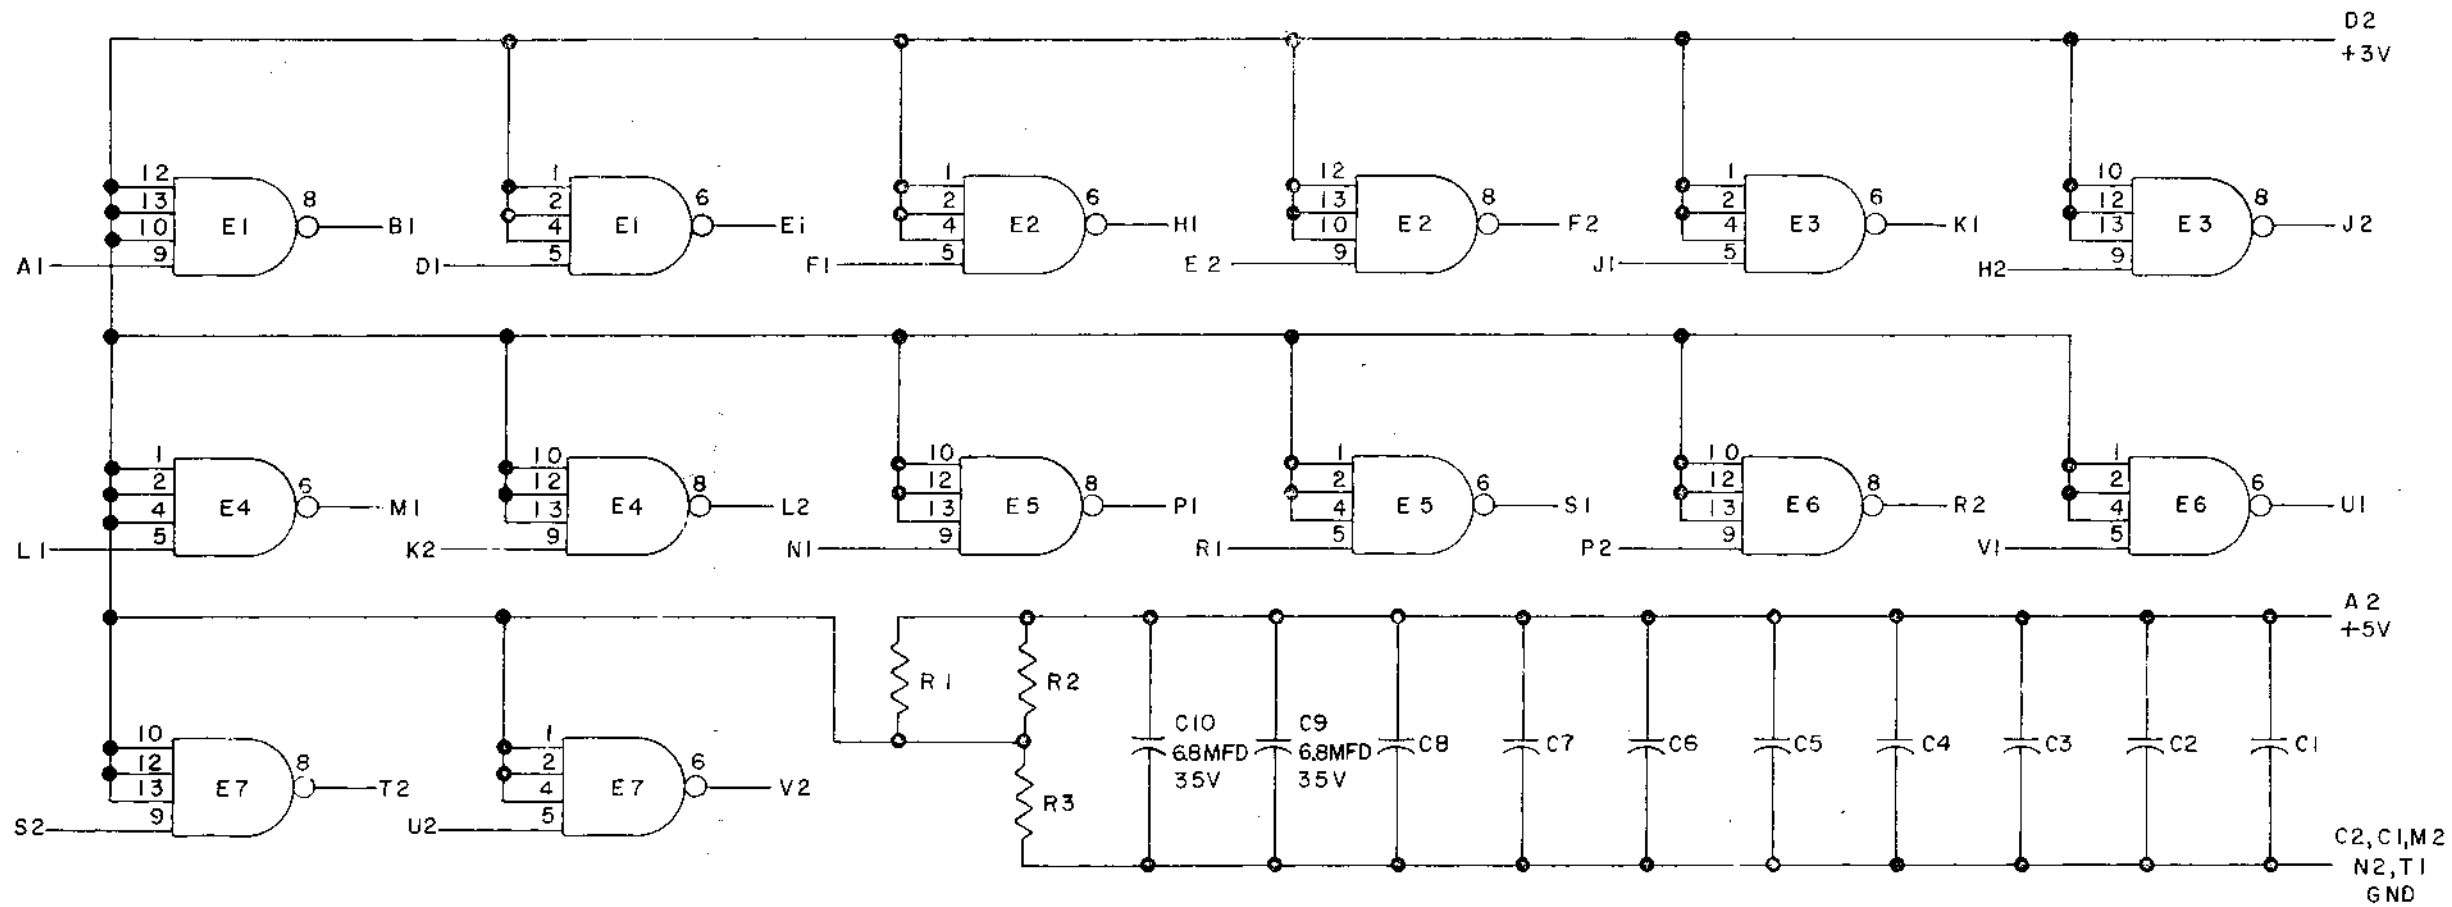 D2
+3V
12
13
10
9
8
E1
A1
B1
1
2
4
5
6
E1
D1
Ei
1
2
4
5
6
E2
F1
H1
12
13
10
9
8
E2
E2
F2
1
2
4
5
6
E3
J1
K1
10
12
13
9
8
E3
H2
J2
1
2
4
5
6
E4
L1
M1
10
12
13
9
8
E4
K2
L2
10
12
13
9
8
E5
N1
P1
1
2
4
5
6
E5
R1
S1
10
12
13
9
8
E6
P2
R2
1
2
4
5
6
E6
V1
U1
A2
+5V
10
12
13
9
8
E7
S2
T2
1
2
4
5
6
E7
U2
V2
R1
R2
R3
C10
6.8MFD
35V
C9
6.8MFD
35V
C8
C7
C6
C5
C4
C3
C2
C1
C2,C1,M2
N2,T1
GND